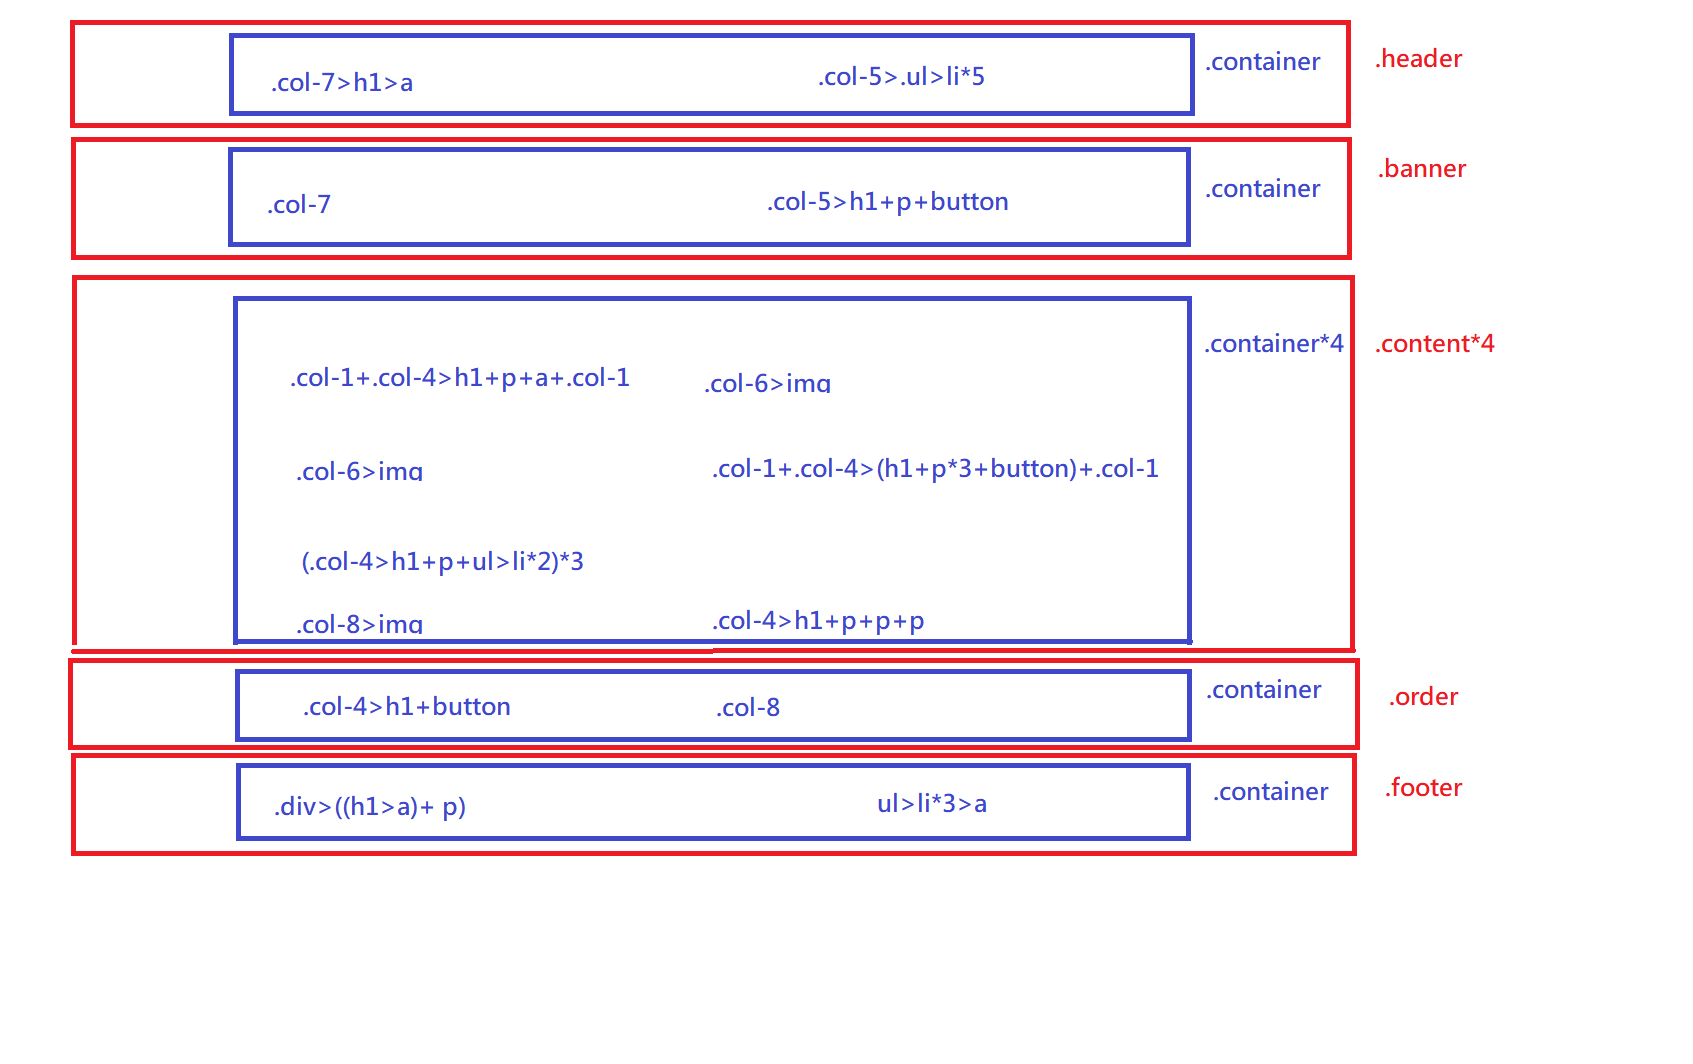 .col-7>h1>a
.col-5>.ul>li*5
.container
.header
.col-7
.col-5>h1+p+button
.container
.banner
.container*4
.content*4
.col-1+.col-4>h1+p+a+.col-1
.col-6>img
.col-6>img
.col-1+.col-4>(h1+p*3+button)+.col-1
(.col-4>h1+p+ul>li*2)*3
.col-8>img
.col-4>h1+p+p+p
.col-4>h1+button
.col-8
.container
.order
.div>((h1>a)+ p)
ul>li*3>a
.container
.footer